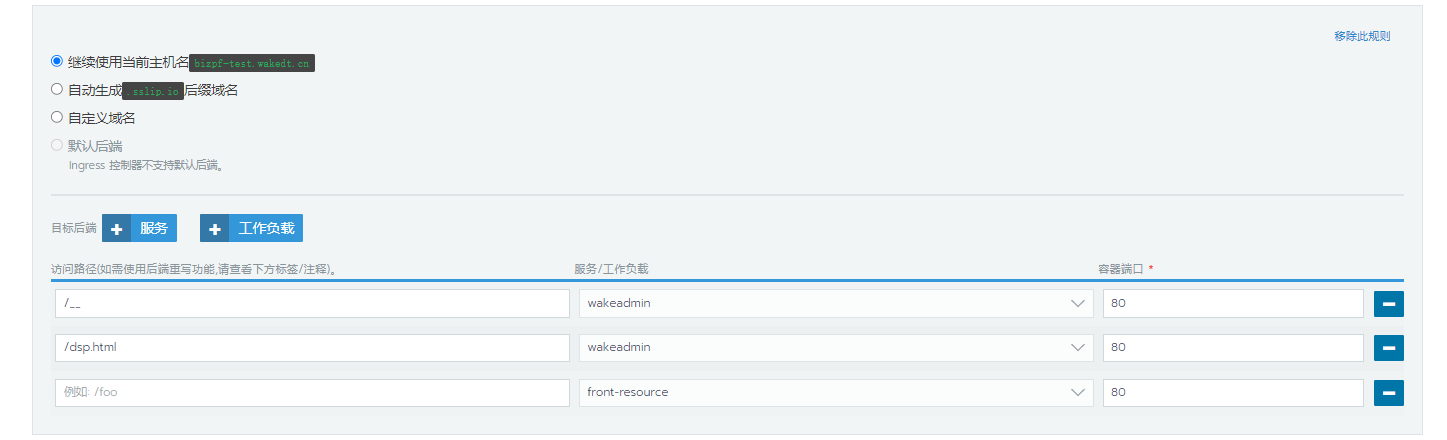 移除此规则
继续使用当前主机名 bizpf-test.wakedt.cn
自动生成 .sslip.io 后缀域名
自定义域名
默认后端
Ingress 控制器不支持默认后端。
目标后端 + 服务 + 工作负载
访问路径(如需使用后端重写功能,请查看下方标签/注释)。 服务/工作负载 容器端口 *
/__ wakeadmin 80
/dsp.html wakeadmin 80
例如: /foo front-resource 80